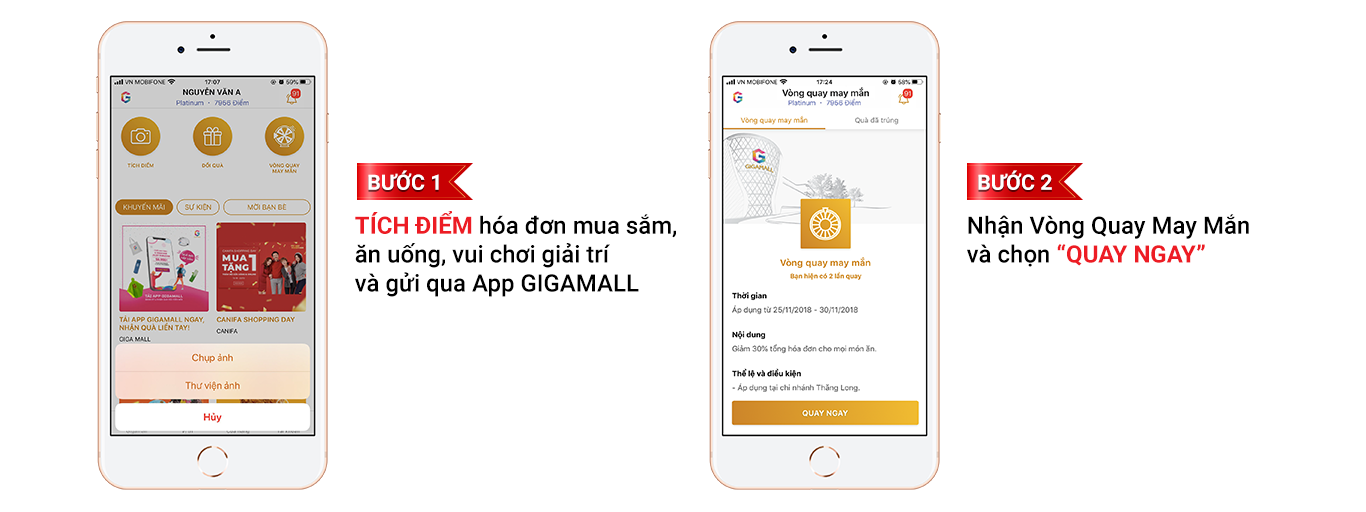 VN MOBIFONE 17:07 59%
NGUYỄN VĂN A
Platinum • 7956 Điểm
91
TÍCH ĐIỂM ĐỔI QUÀ VÒNG QUAY
MAY MẮN
KHUYẾN MÃI SỰ KIỆN MỜI BẠN BÈ
MUA 1
TẶNG
TẢI APP GIGAMALL
TẢI APP GIGAMALL NGAY,
NHẬN QUÀ LIỀN TAY!
GIGA MALL
CANIFA SHOPPING DAY
CANIFA
Chụp ảnh
Thư viện ảnh
Hủy
BƯỚC 1
TÍCH ĐIỂM hóa đơn mua sắm,
ăn uống, vui chơi giải trí
và gửi qua App GIGAMALL
VN MOBIFONE 17:24 58%
Vòng quay may mắn
Platinum • 7956 Điểm
91
Vòng quay may mắn Quà đã trúng
GIGAMALL
Vòng quay may mắn
Bạn hiện có 2 lần quay
Thời gian
Áp dụng từ 25/11/2018 - 30/11/2018
Nội dung
Giảm 30% tổng hóa đơn cho mọi món ăn.
Thể lệ và điều kiện
- Áp dụng tại chi nhánh Thăng Long.
QUAY NGAY
BƯỚC 2
Nhận Vòng Quay May Mắn
và chọn “QUAY NGAY”